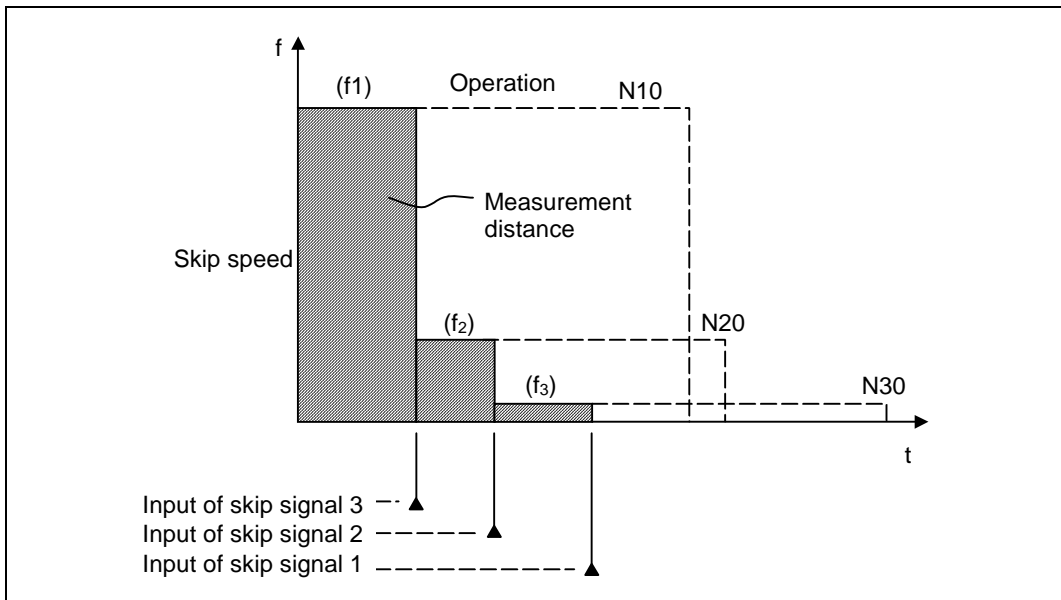 f
(f1)
Operation
N10
Measurement
distance
Skip speed
(f₂)
N20
(f₃)
N30
t
Input of skip signal 3
Input of skip signal 2
Input of skip signal 1